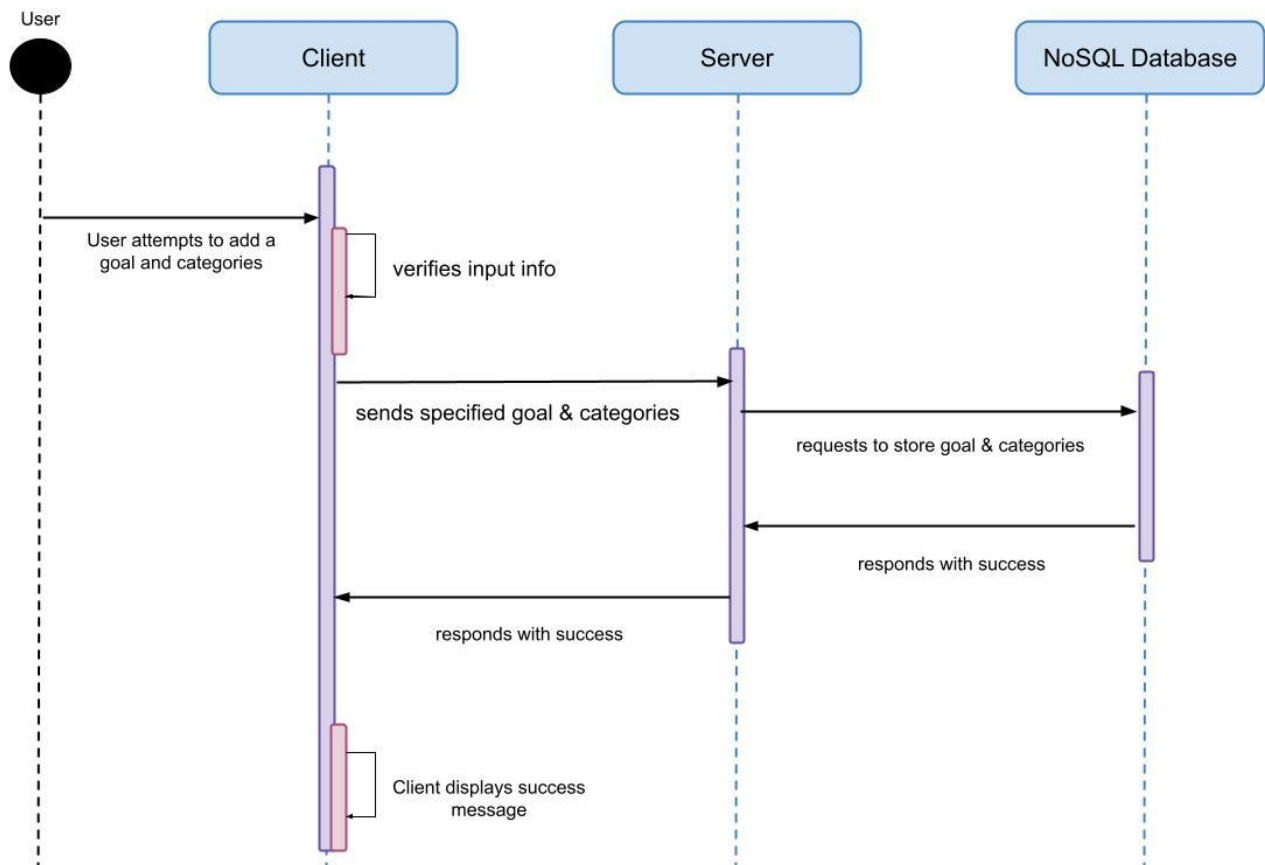 User
Client
Server
NoSQL Database
User attempts to add a
goal and categories
verifies input info
sends specified goal & categories
requests to store goal & categories
responds with success
responds with success
Client displays success
message